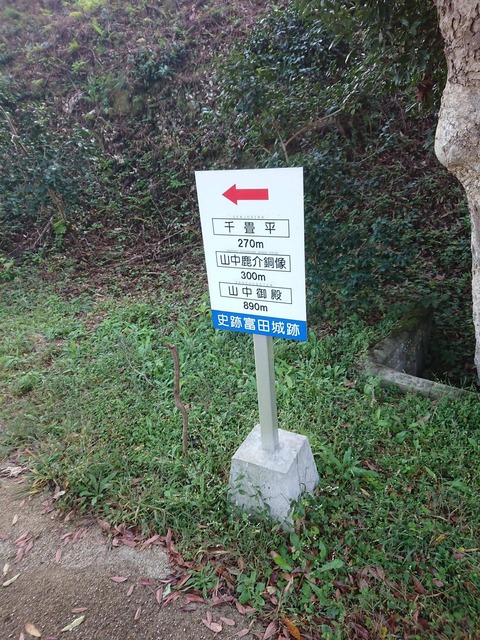 千畳平
270m
山中鹿介銅像
300m
山中御殿
890m
史跡富田城跡